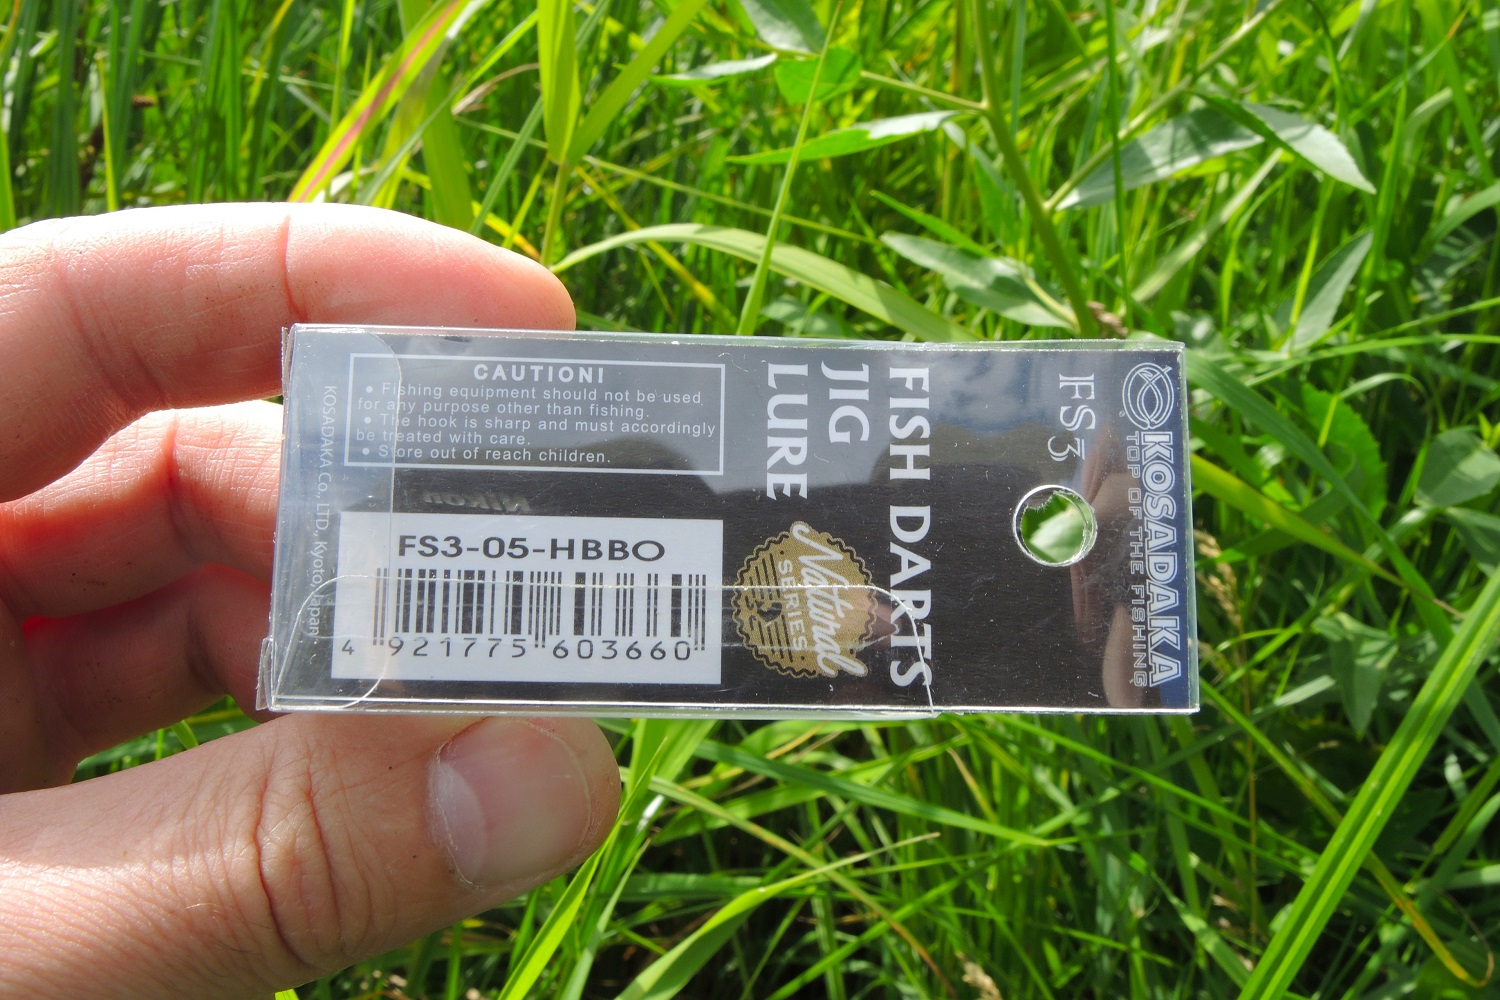 CAUTION!
• Fishing equipment should not be used
for any purpose other than fishing.
• The hook is sharp and must accordingly
be treated with care.
• Store out of reach children.
Nikon
FS3-05-HBBO
4 921775 603660
KOSADAKA Co., LTD., Kyoto, Japan.
FISH DARTS
JIG
LURE
Natural
SERIES
FS3
KOSADAKA
TOP OF THE FISHING